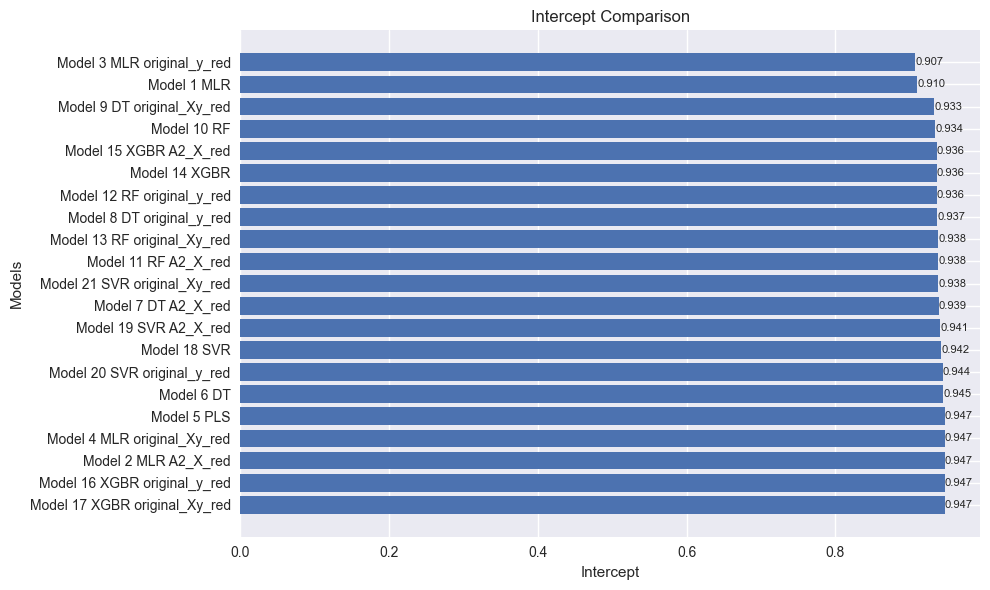 Intercept Comparison
Models
Model 3 MLR original_y_red 0.907
Model 1 MLR 0.910
Model 9 DT original_Xy_red 0.933
Model 10 RF 0.934
Model 15 XGBR A2_X_red 0.936
Model 14 XGBR 0.936
Model 12 RF original_y_red 0.936
Model 8 DT original_y_red 0.937
Model 13 RF original_Xy_red 0.938
Model 11 RF A2_X_red 0.938
Model 21 SVR original_Xy_red 0.938
Model 7 DT A2_X_red 0.939
Model 19 SVR A2_X_red 0.941
Model 18 SVR 0.942
Model 20 SVR original_y_red 0.944
Model 6 DT 0.945
Model 5 PLS 0.947
Model 4 MLR original_Xy_red 0.947
Model 2 MLR A2_X_red 0.947
Model 16 XGBR original_y_red 0.947
Model 17 XGBR original_Xy_red 0.947
0.0 0.2 0.4 0.6 0.8
Intercept